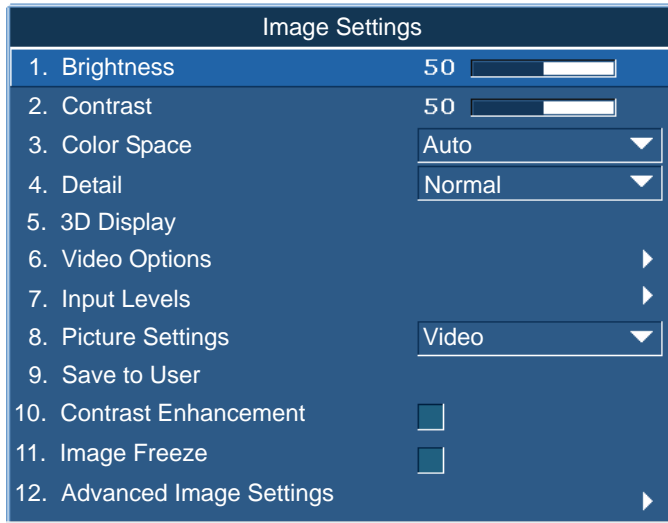 Image Settings
1. Brightness 50
2. Contrast 50
3. Color Space Auto
4. Detail Normal
5. 3D Display
6. Video Options
7. Input Levels
8. Picture Settings Video
9. Save to User
10. Contrast Enhancement
11. Image Freeze
12. Advanced Image Settings